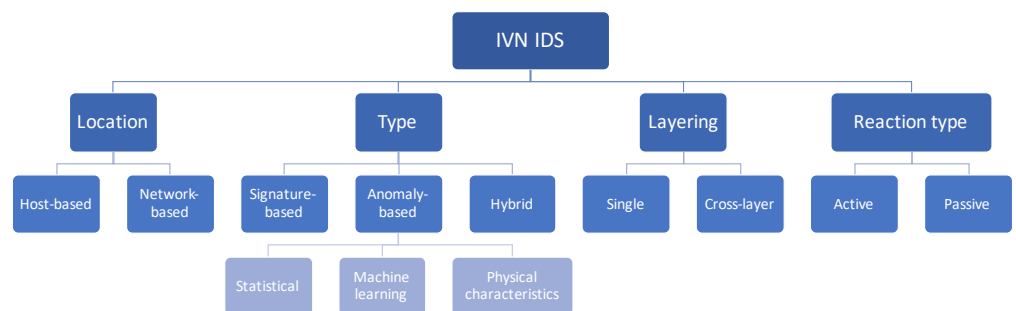 IVN IDS
Location
Type
Layering
Reaction type
Host-based
Network-
based
Signature-
based
Anomaly-
based
Hybrid
Single
Cross-layer
Active
Passive
Statistical
Machine
learning
Physical
characteristics